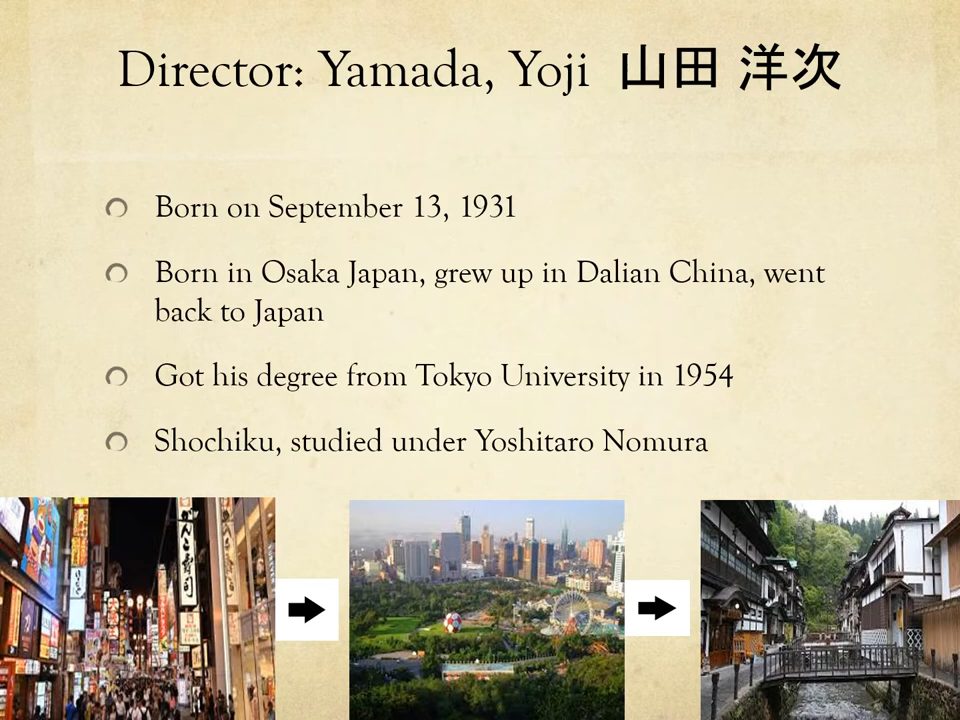 Director: Yamada, Yoji 山田 洋次
Born on September 13, 1931
Born in Osaka Japan, grew up in Dalian China, went
back to Japan
Got his degree from Tokyo University in 1954
Shochiku, studied under Yoshitaro Nomura